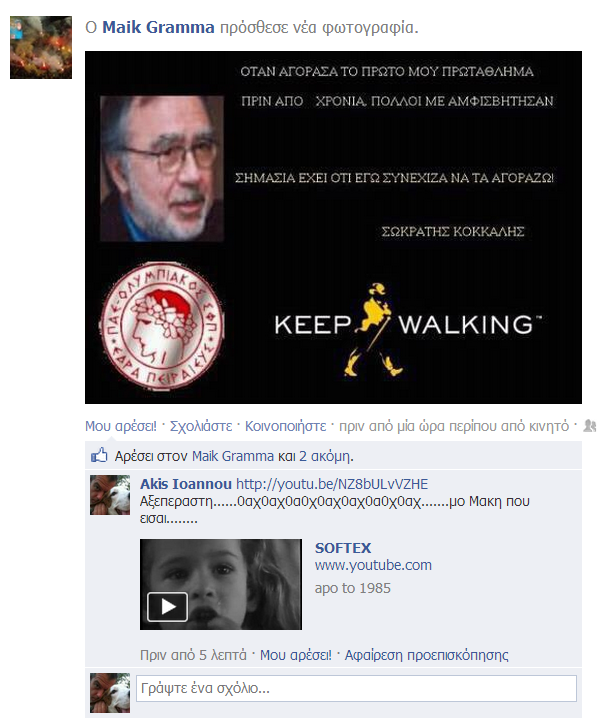 Ο Maik Gramma πρόσθεσε νέα φωτογραφία.
ΟΤΑΝ ΑΓΟΡΑΣΑ ΤΟ ΠΡΩΤΟ ΜΟΥ ΠΡΩΤΑΘΛΗΜΑ
ΠΡΙΝ ΑΠΟ ΧΡΟΝΙΑ, ΠΟΛΛΟΙ ΜΕ ΑΜΦΙΣΒΗΤΗΣΑΝ
ΣΗΜΑΣΙΑ ΕΧΕΙ ΟΤΙ ΕΓΩ ΣΥΝΕΧΙΖΑ ΝΑ ΤΑ ΑΓΟΡΑΖΩ!
ΣΩΚΡΑΤΗΣ ΚΟΚΚΑΛΗΣ
ΠΑΕ·ΟΛΥΜΠΙΑΚΟΣ ΣΦΠ
ΕΔΡΑ ΠΕΙΡΑΙΕΥΣ
KEEP WALKING™
Μου αρέσει! · Σχολιάστε · Κοινοποιήστε · πριν από μία ώρα περίπου από κινητό ·
Αρέσει στον Maik Gramma και 2 ακόμη.
Akis Ioannou http://youtu.be/NZ8bULvVZHE
Αξεπεραστη......0αχ0αχ0αχ0αχ0αχ0αχ0αχ.......μο Μακη που
εισαι........
SOFTEX
www.youtube.com
apo to 1985
Πριν από 5 λεπτά · Μου αρέσει! · Αφαίρεση προεπισκόπησης
Γράψτε ένα σχόλιο...